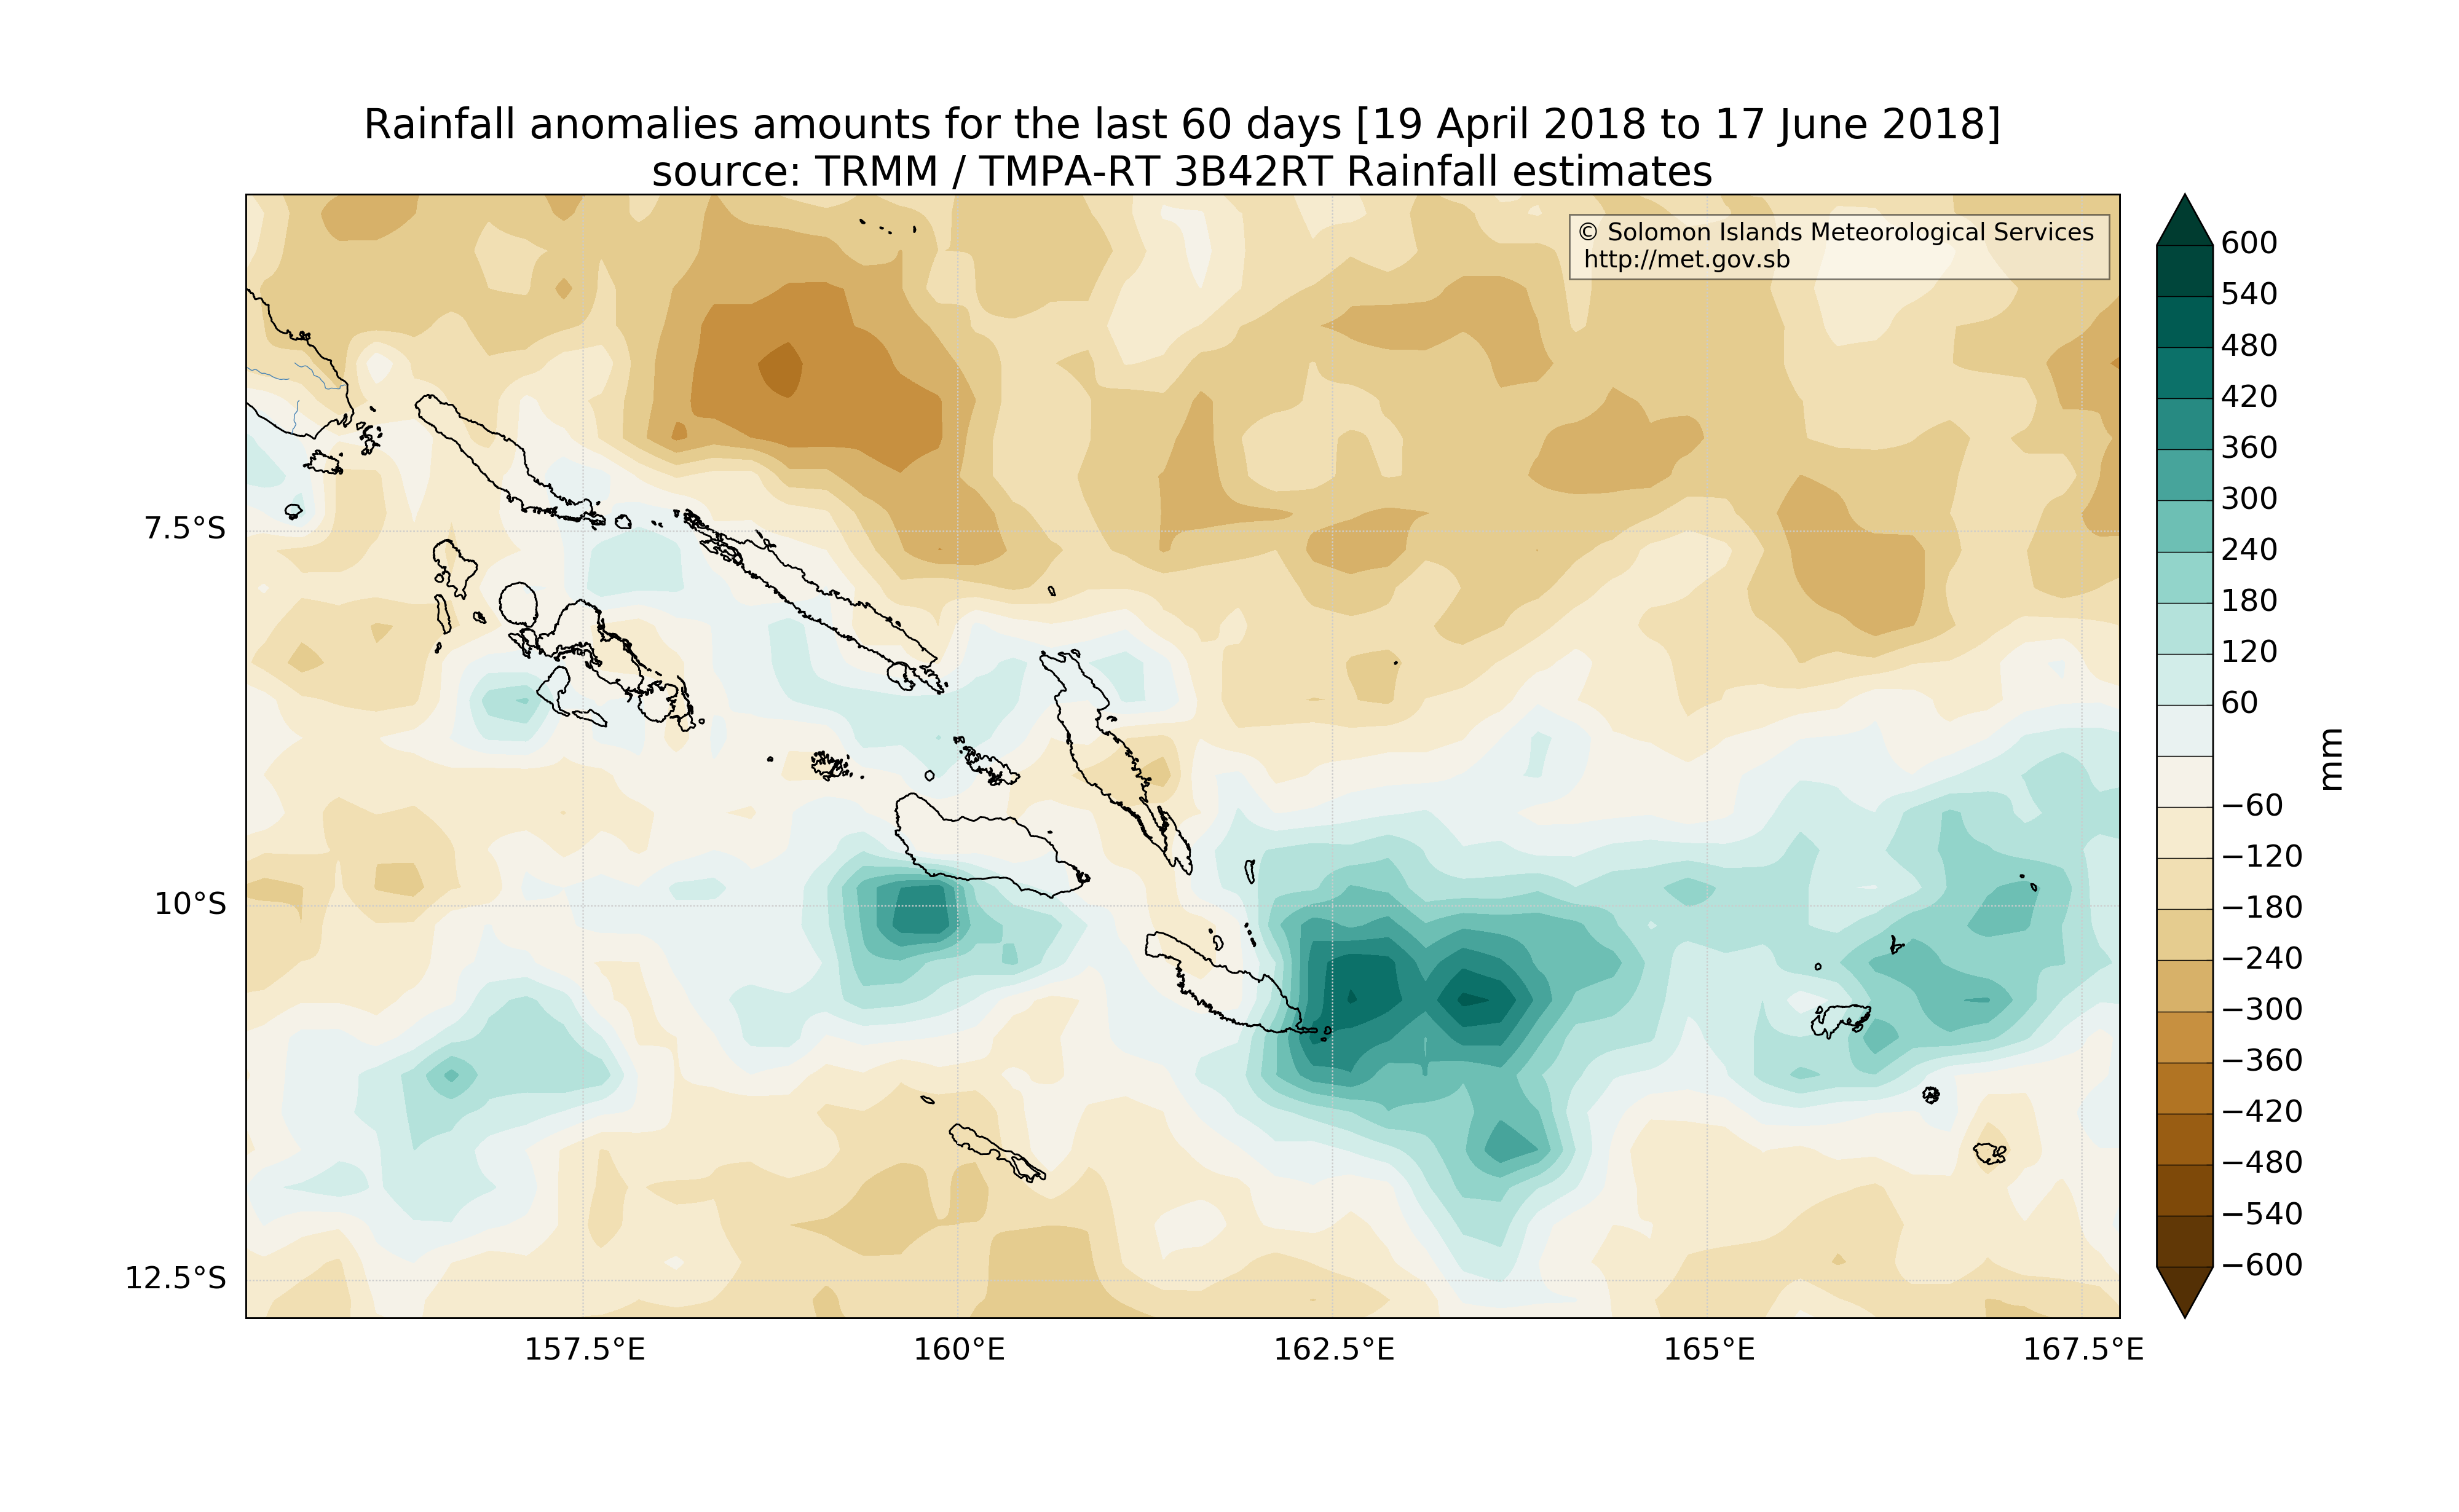 Rainfall anomalies amounts for the last 60 days [19 April 2018 to 17 June 2018]
source: TRMM / TMPA-RT 3B42RT Rainfall estimates
© Solomon Islands Meteorological Services
http://met.gov.sb
7.5°S
10°S
12.5°S
157.5°E
160°E
162.5°E
165°E
167.5°E
600
540
480
420
360
300
240
180
120
60
−60
−120
−180
−240
−300
−360
−420
−480
−540
−600
mm